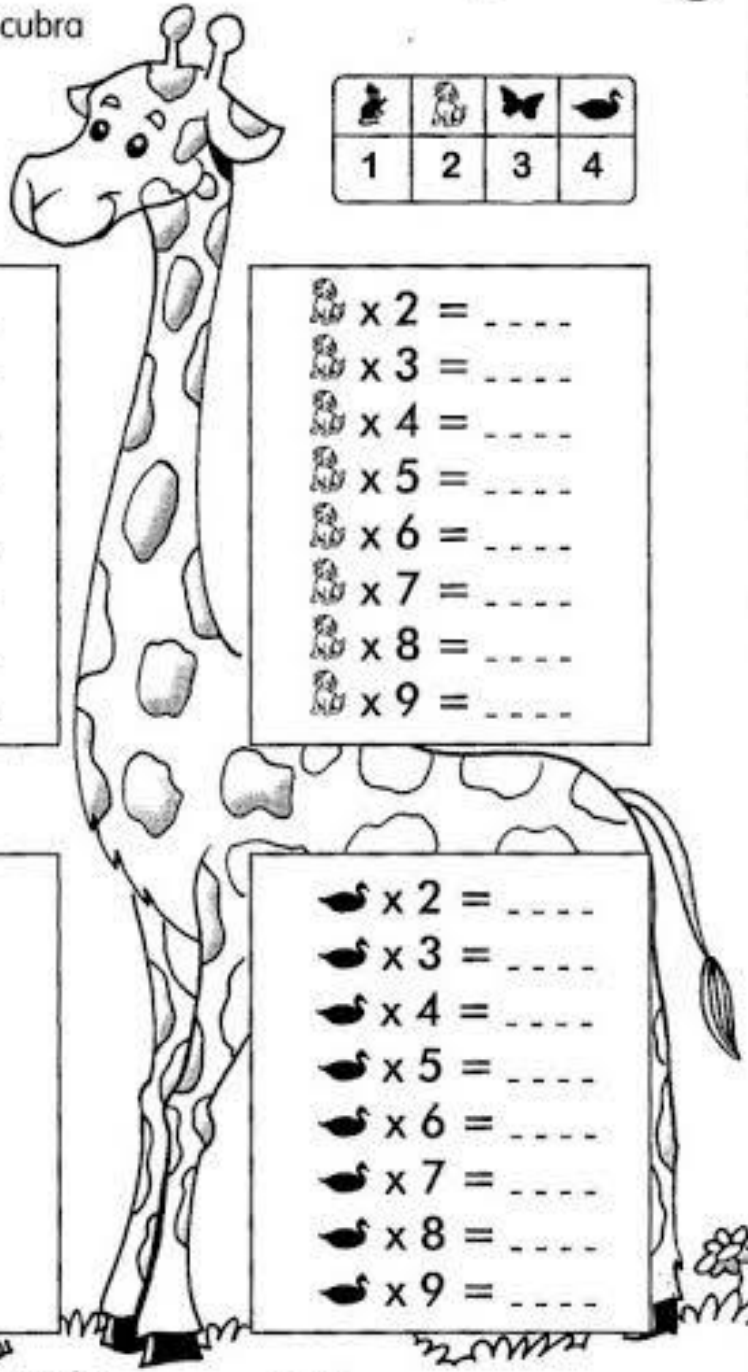 cubra
1 2 3 4
x 2 = ----
x 3 = ----
x 4 = ----
x 5 = ----
x 6 = ----
x 7 = ----
x 8 = ----
x 9 = ----
x 2 = ----
x 3 = ----
x 4 = ----
x 5 = ----
x 6 = ----
x 7 = ----
x 8 = ----
x 9 = ----